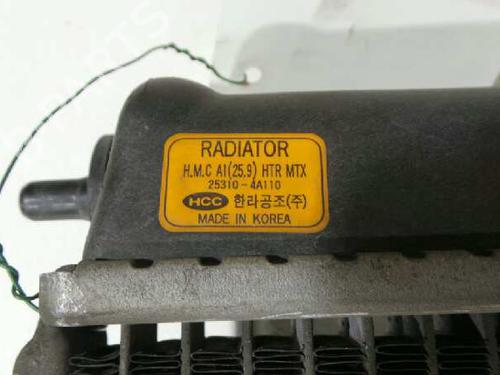 RADIATOR
H.M.C A1(25.9) HTR MTX
25310-4A110
HCC 한라공조(주)
MADE IN KOREA